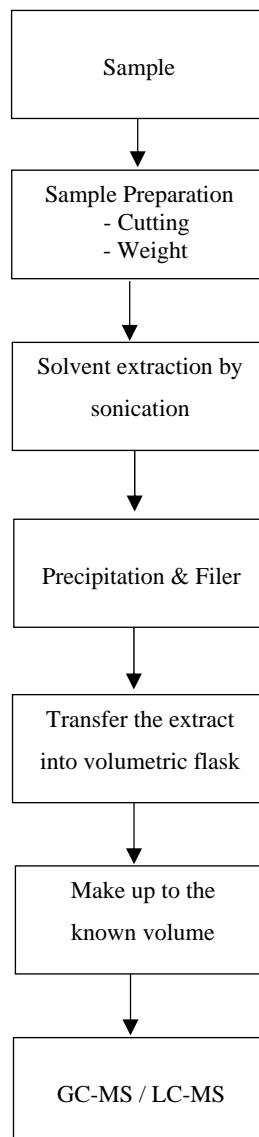 Sample
Sample Preparation
- Cutting
- Weight
Solvent extraction by
sonication
Precipitation & Filer
Transfer the extract
into volumetric flask
Make up to the
known volume
GC-MS / LC-MS